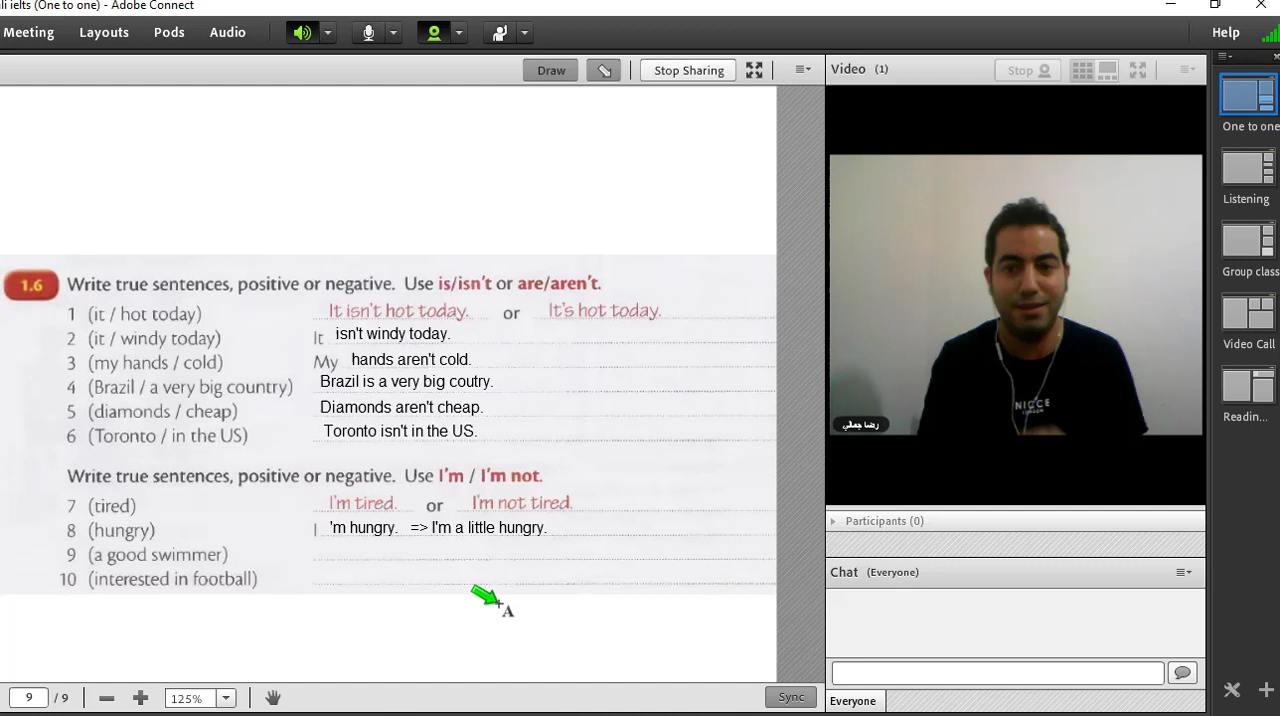 li ielts (One to one) - Adobe Connect
Meeting Layouts Pods Audio Help
Draw Stop Sharing Video (1) Stop
One to one
1.6 Write true sentences, positive or negative. Use is/isn't or are/aren't.
1 (it / hot today) It isn't hot today. or It's hot today.
2 (it / windy today) It isn't windy today.
3 (my hands / cold) My hands aren't cold.
4 (Brazil / a very big country) Brazil is a very big coutry.
5 (diamonds / cheap) Diamonds aren't cheap.
6 (Toronto / in the US) Toronto isn't in the US.
Write true sentences, positive or negative. Use I'm / I'm not.
7 (tired) I'm tired. or I'm not tired.
8 (hungry) I 'm hungry. => I'm a little hungry.
9 (a good swimmer)
10 (interested in football)
A
NICCE
LONDON
رضا جمالي
Listening
Group class
Video Call
Readin...
Participants (0)
Chat (Everyone)
Everyone
9 / 9 125% Sync